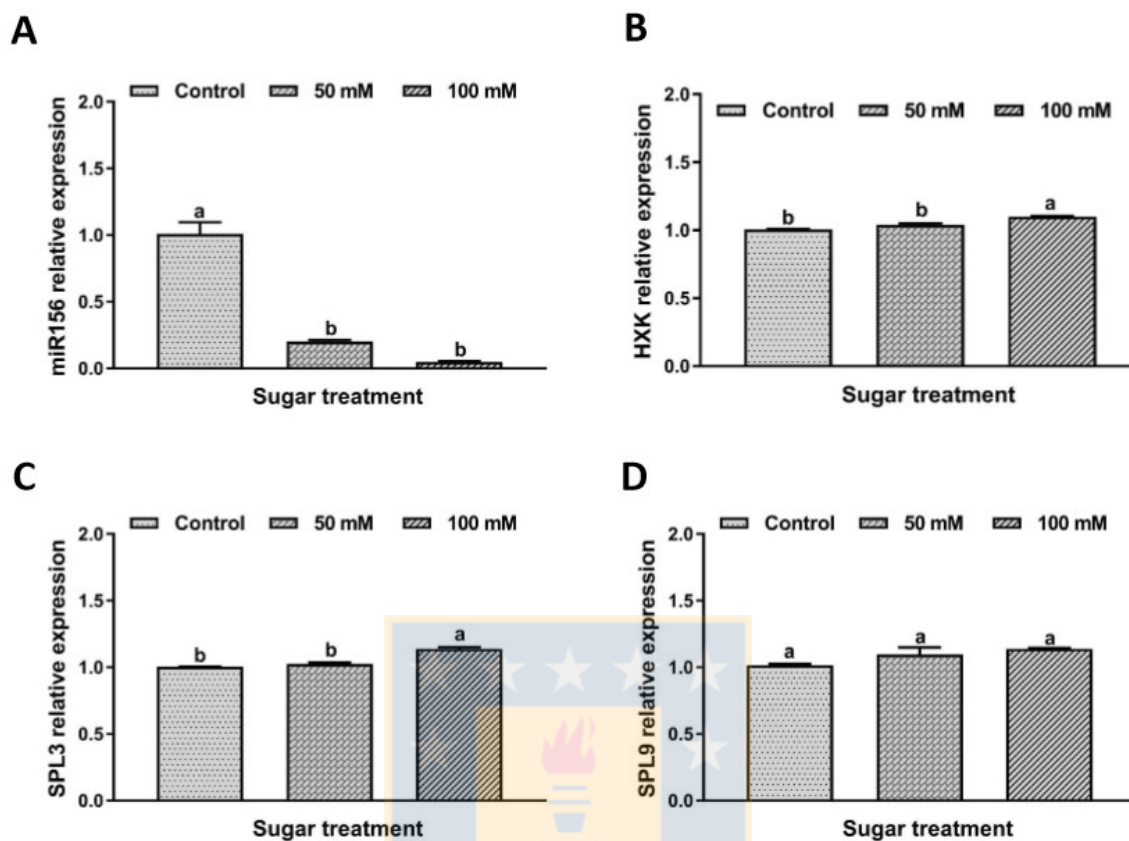 A
Control 50 mM 100 mM
miR156 relative expression
2.0
1.5
1.0
0.5
0.0
a
b
b
Sugar treatment
B
Control 50 mM 100 mM
HXK relative expression
2.0
1.5
1.0
0.5
0.0
b
b
a
Sugar treatment
C
Control 50 mM 100 mM
SPL3 relative expression
2.0
1.5
1.0
0.5
0.0
b
b
a
Sugar treatment
D
Control 50 mM 100 mM
SPL9 relative expression
2.0
1.5
1.0
0.5
0.0
a
a
a
Sugar treatment